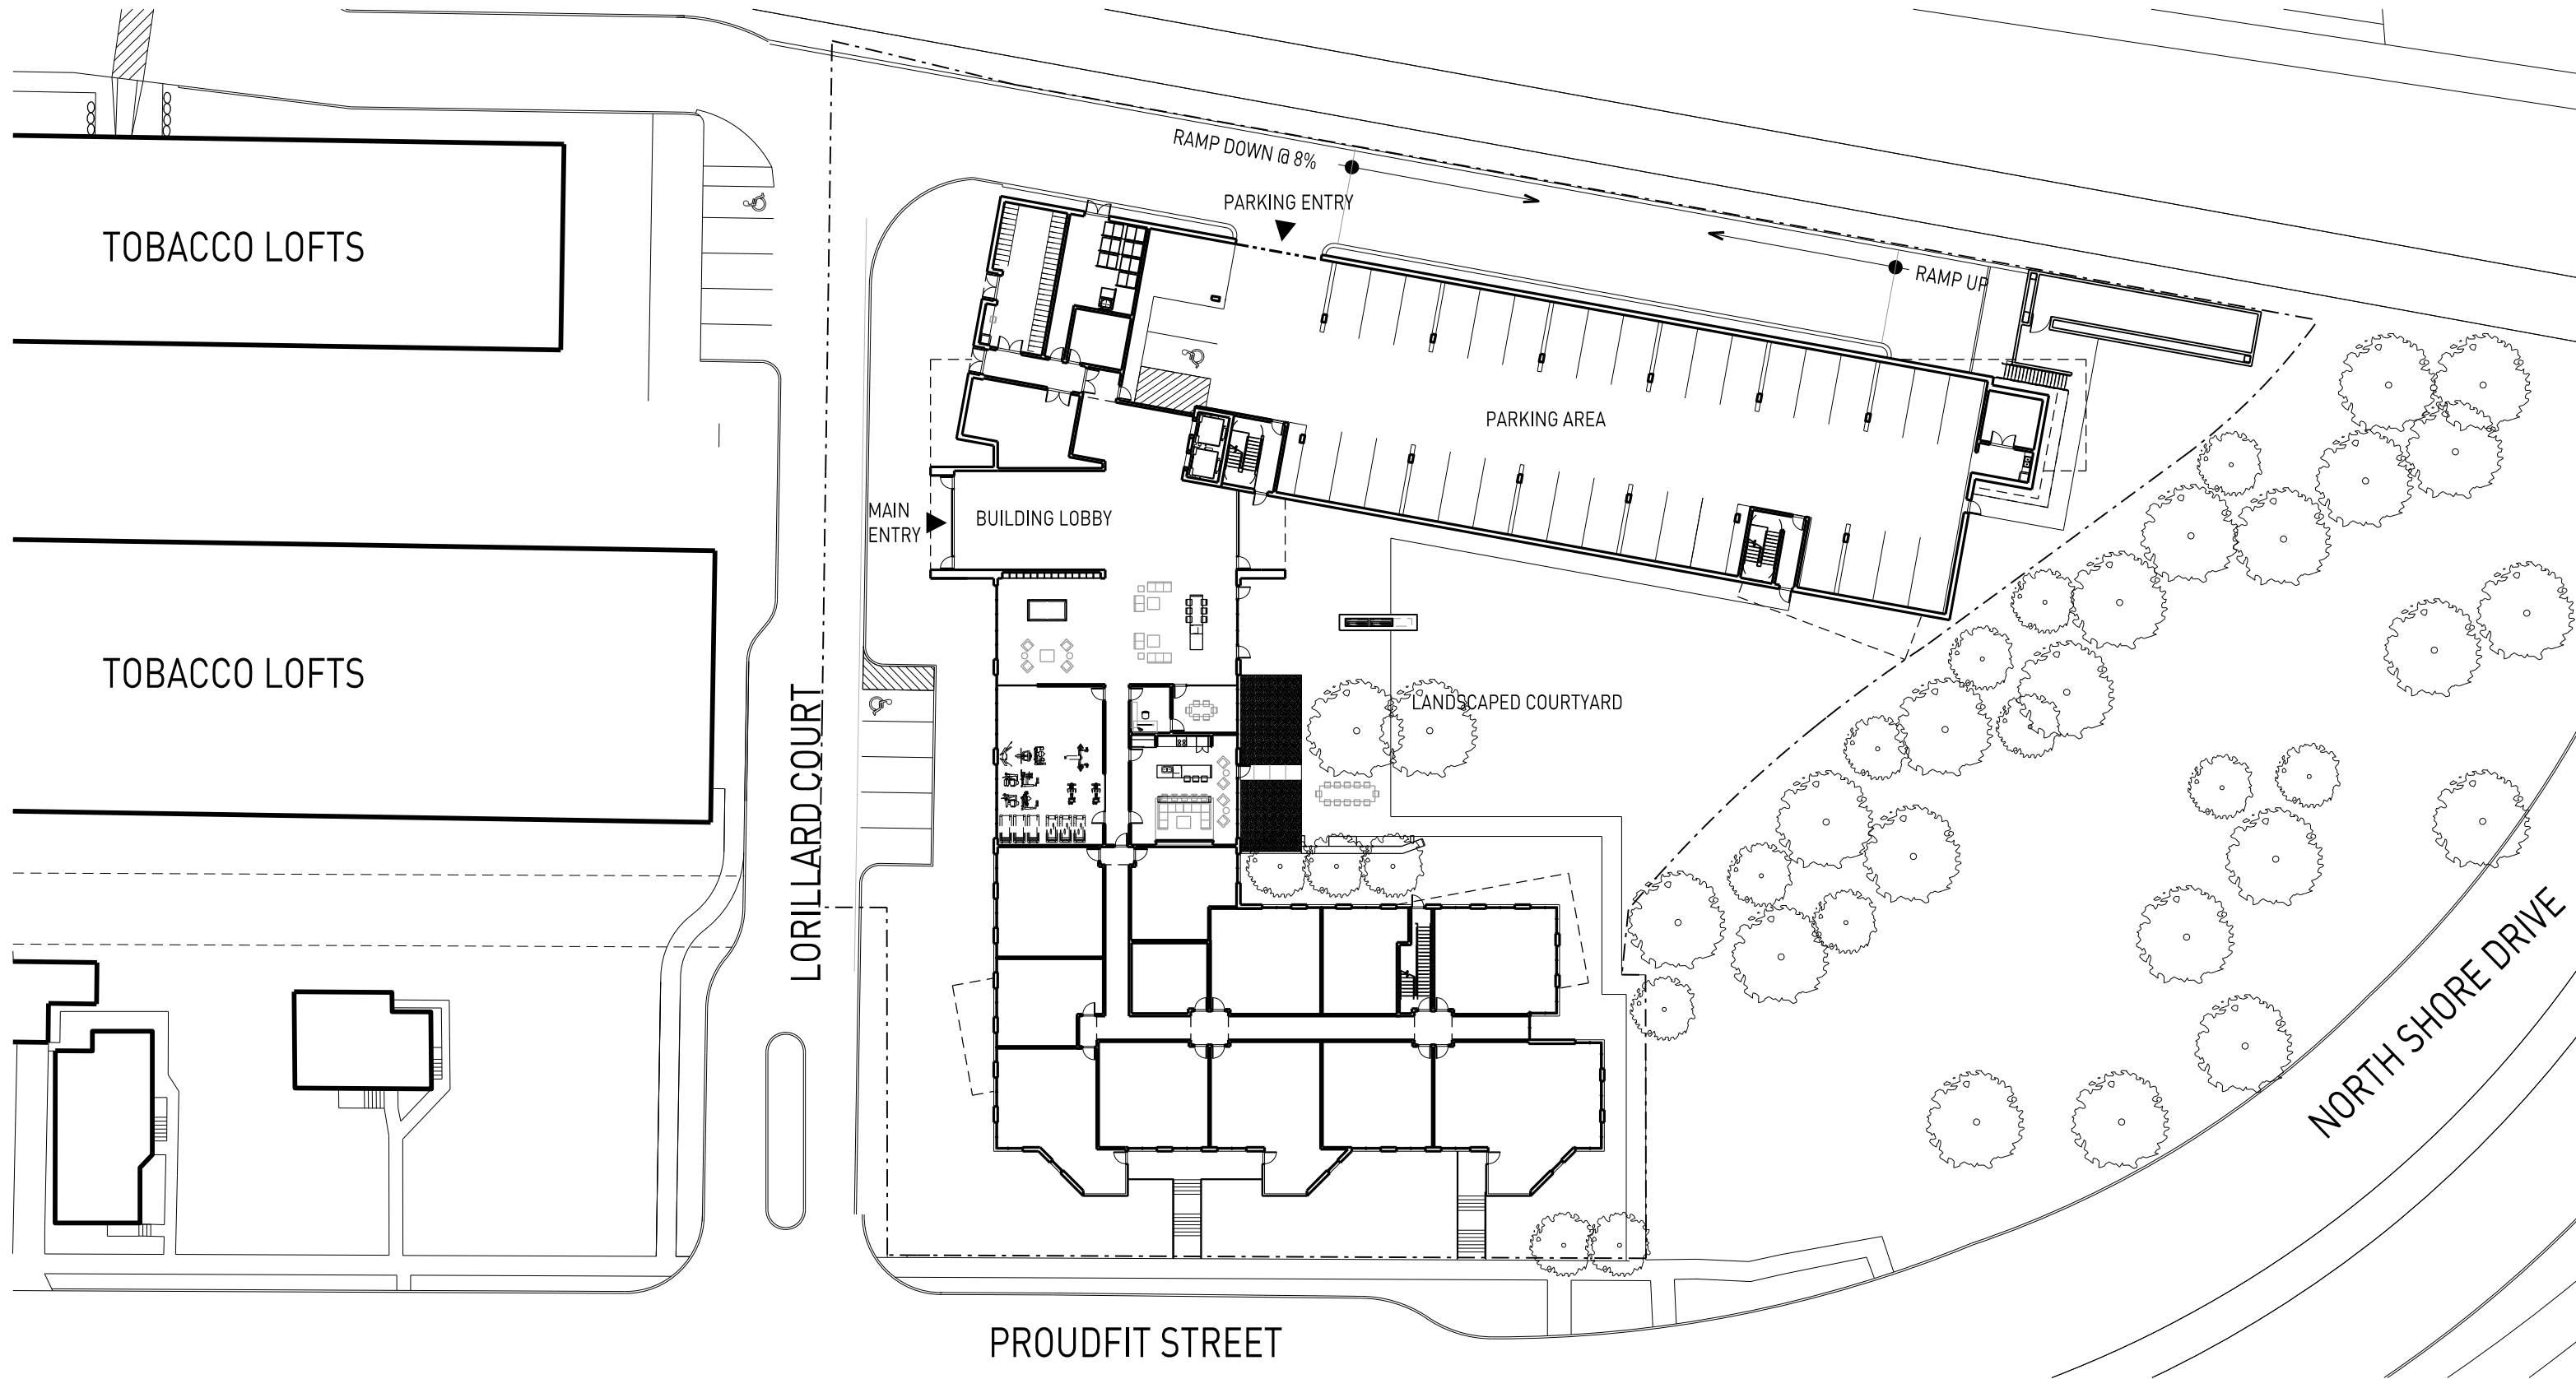 RAMP DOWN @ 8%
PARKING ENTRY
TOBACCO LOFTS
RAMP UP
PARKING AREA
MAIN
ENTRY
BUILDING LOBBY
TOBACCO LOFTS
LANDSCAPED COURTYARD
LORILLARD COURT
NORTH SHORE DRIVE
PROUDFIT STREET